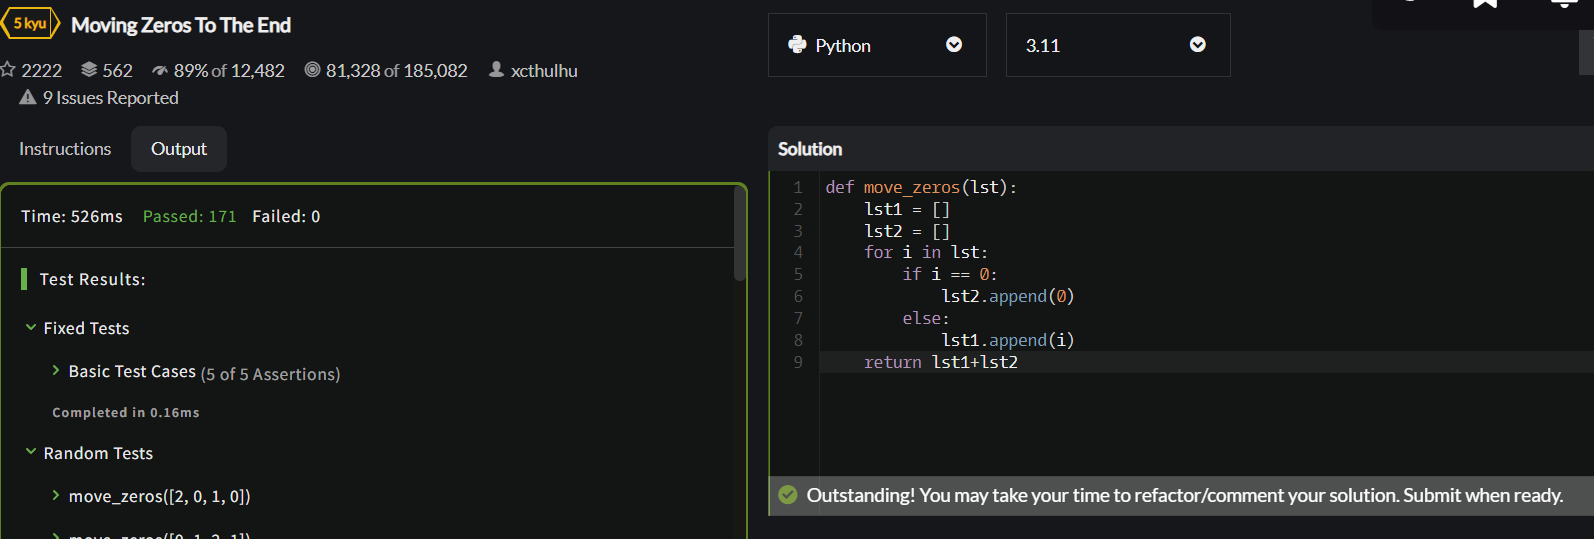 5 kyu Moving Zeros To The End
2222 562 89% of 12,482 81,328 of 185,082 xcthulhu
9 Issues Reported
Python 3.11
Instructions Output
Time: 526ms Passed: 171 Failed: 0
Test Results:
Fixed Tests
Basic Test Cases (5 of 5 Assertions)
Completed in 0.16ms
Random Tests
move_zeros([2, 0, 1, 0])
Solution
1 def move_zeros(lst):
2     lst1 = []
3     lst2 = []
4     for i in lst:
5         if i == 0:
6             lst2.append(0)
7         else:
8             lst1.append(i)
9     return lst1+lst2
Outstanding! You may take your time to refactor/comment your solution. Submit when ready.